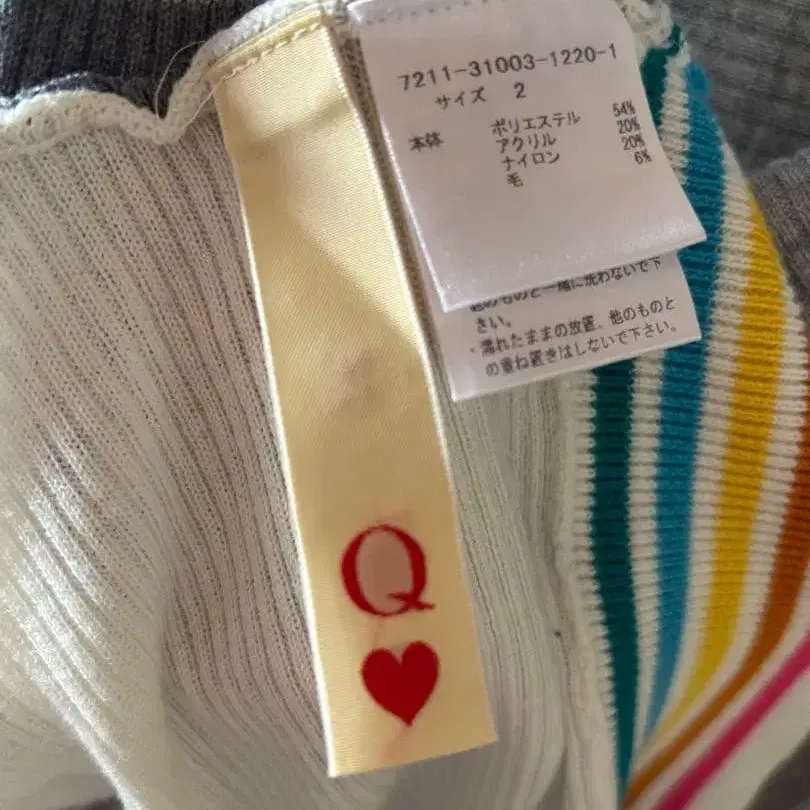 7211-31003-1220-1
サイズ 2
本体 ポリエステル 54%
アクリル 20%
ナイロン 20%
毛 6%
他のものと一緒に洗わないで下
さい。
・濡れたままの放置、他のものと
の重ね置きはしないで下さい。
Q